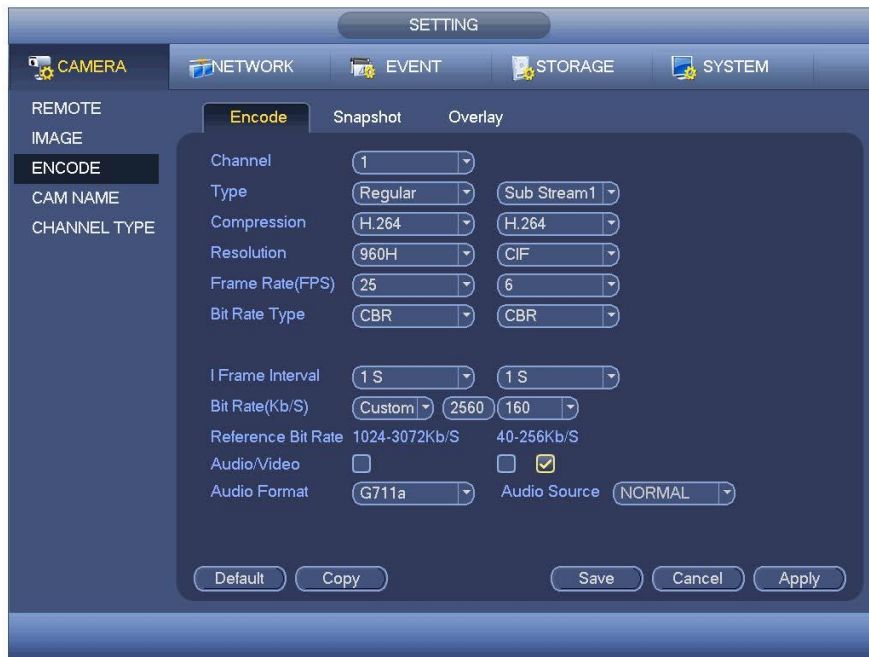 SETTING
CAMERA NETWORK EVENT STORAGE SYSTEM
REMOTE
IMAGE
ENCODE
CAM NAME
CHANNEL TYPE
Encode Snapshot Overlay
Channel 1
Type Regular Sub Stream1
Compression H.264 H.264
Resolution 960H CIF
Frame Rate(FPS) 25 6
Bit Rate Type CBR CBR
I Frame Interval 1 S 1 S
Bit Rate(Kb/S) Custom 2560 160
Reference Bit Rate 1024-3072Kb/S 40-256Kb/S
Audio/Video
Audio Format G711a Audio Source NORMAL
Default Copy Save Cancel Apply